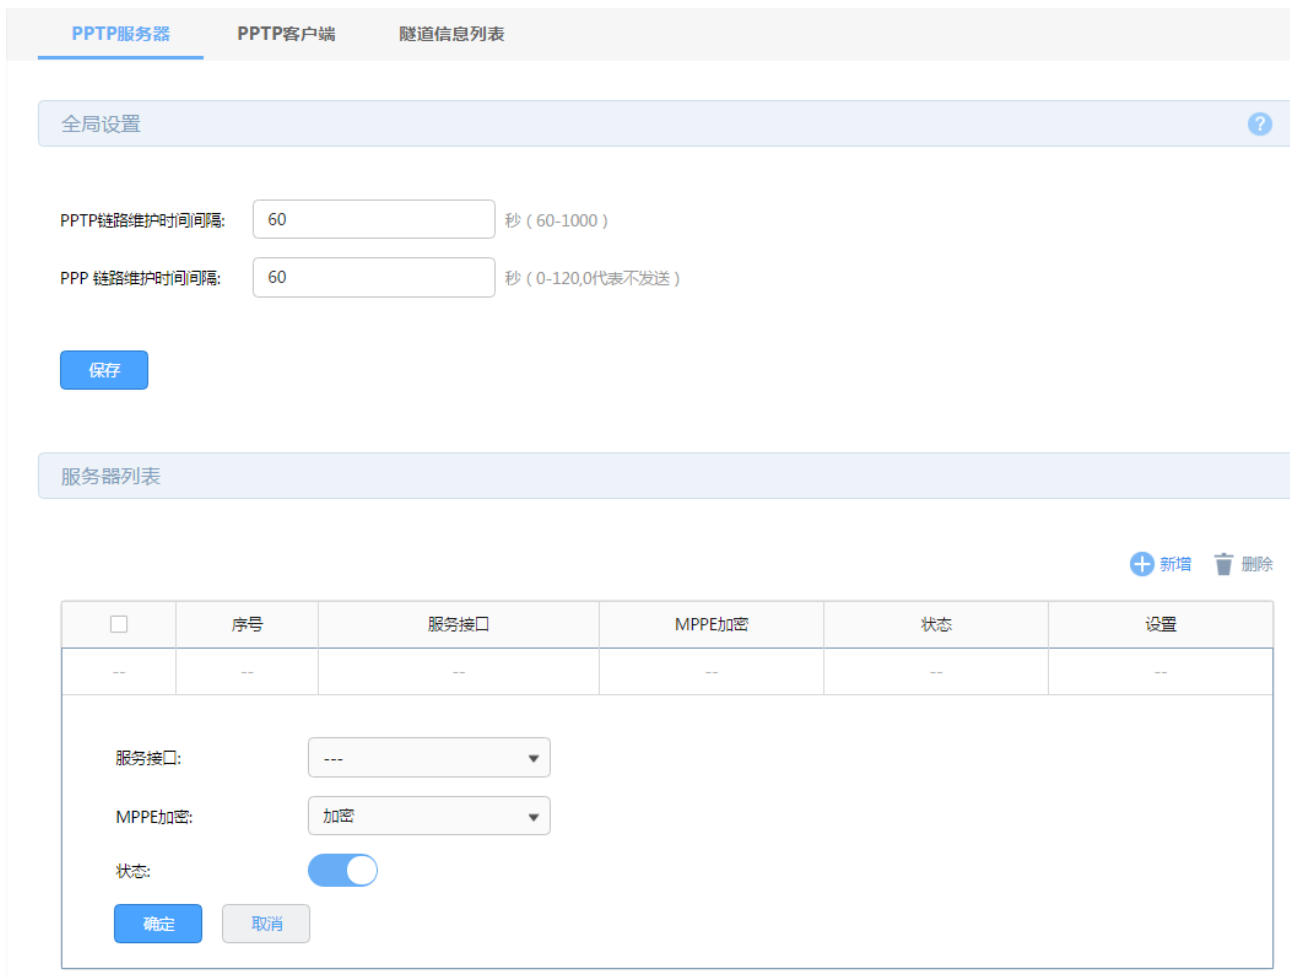 PPTP服务器 PPTP客户端 隧道信息列表
全局设置 ?
PPTP链路维护时间间隔: 60 秒 ( 60-1000 )
PPP 链路维护时间间隔: 60 秒 ( 0-120,0代表不发送 )
保存
服务器列表
新增 删除
序号 服务接口 MPPE加密 状态 设置
-- -- -- -- -- --
服务接口: ---
MPPE加密: 加密
状态:
确定 取消